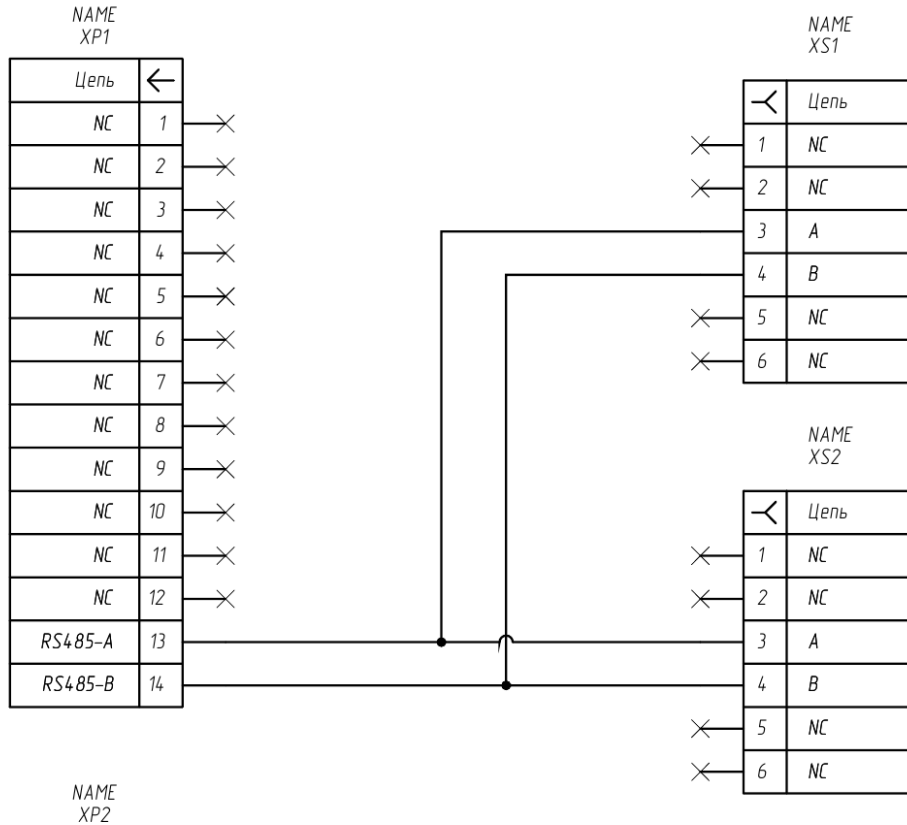 NAME
XP1
Цепь
NC 1
NC 2
NC 3
NC 4
NC 5
NC 6
NC 7
NC 8
NC 9
NC 10
NC 11
NC 12
RS485-A 13
RS485-B 14
NAME
XS1
Цепь
1 NC
2 NC
3 A
4 B
5 NC
6 NC
NAME
XS2
Цепь
1 NC
2 NC
3 A
4 B
5 NC
6 NC
NAME
XP2